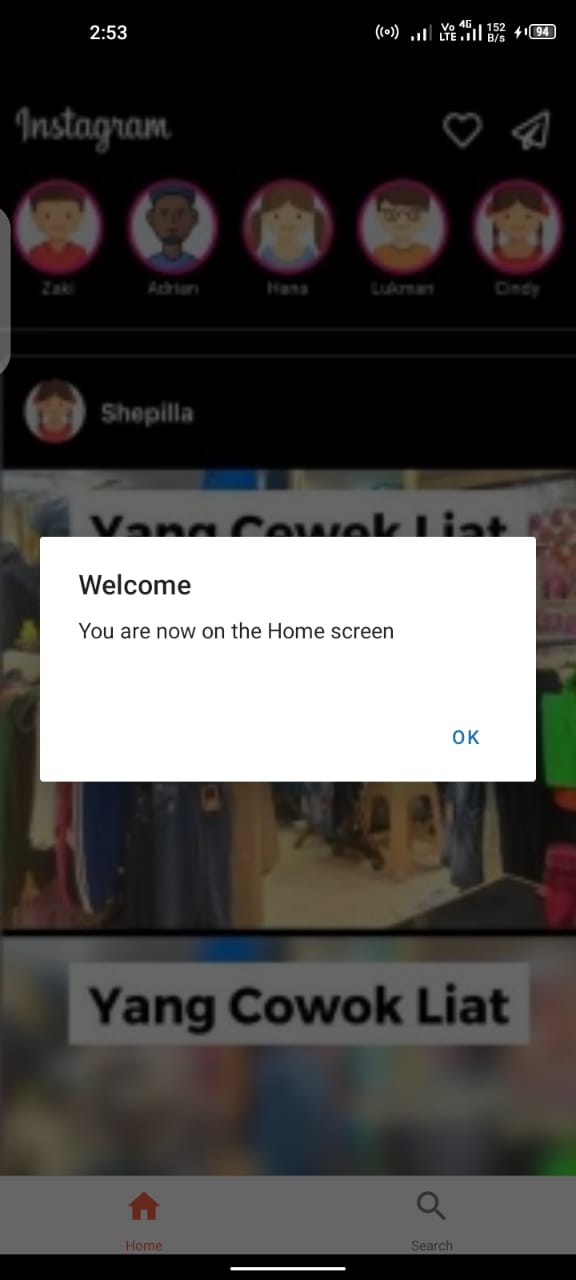 2:53
Vo LTE 4G 152 B/s 94
Instagram
Zaki Adrian Hana Lukman Cindy
Shepilla
Yang Cowok Liat
Welcome
You are now on the Home screen
OK
Yang Cowok Liat
Home Search